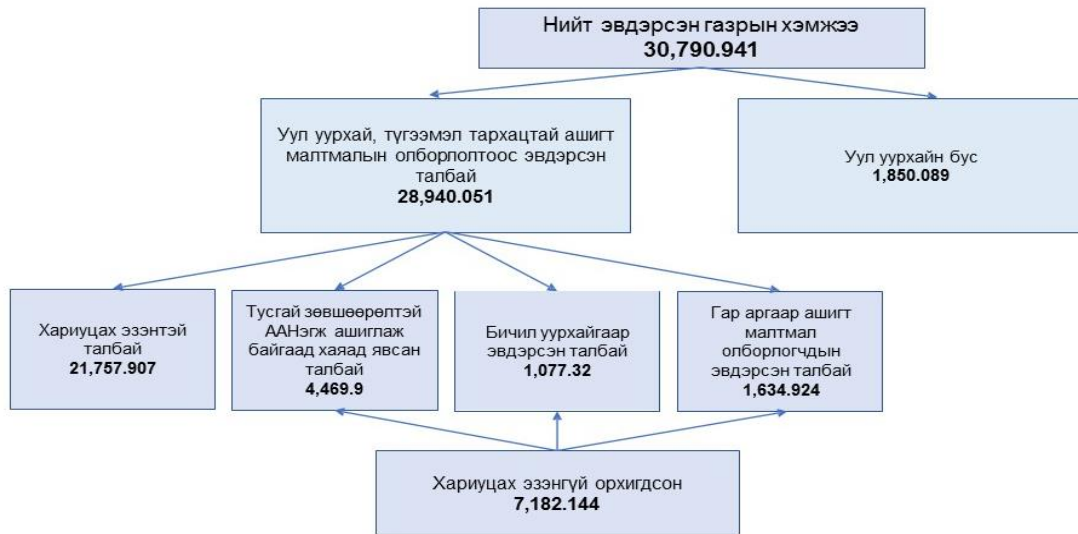 Нийт эвдэрсэн газрын хэмжээ
30,790.941
Уул уурхай, түгээмэл тархацтай ашигт
малтмалын олборлолтоос эвдэрсэн
талбай
28,940.051
Уул уурхайн бус
1,850.089
Хариуцах эзэнтэй
талбай
21,757.907
Тусгай зөвшөөрөлтэй
ААНэгж ашиглаж
байгаад хаяад явсан
талбай
4,469.9
Бичил уурхайгаар
эвдэрсэн талбай
1,077.32
Гар аргаар ашигт
малтмал
олборлогчдын
эвдэрсэн талбай
1,634.924
Хариуцах эзэнгүй орхигдсон
7,182.144